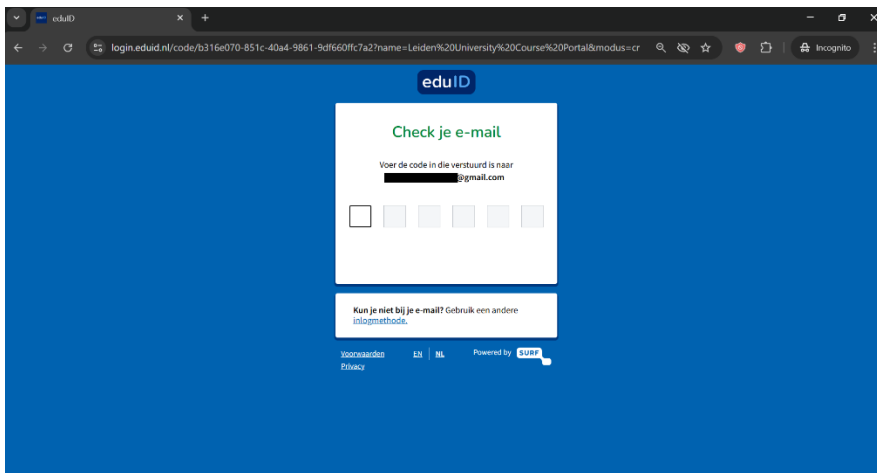 eduID
login.eduid.nl/code/b316e070-851c-40a4-9861-9df660ffc7a2?name=Leiden%20University%20Course%20Portal&modus=cr
Incognito
eduID
Check je e-mail
Voer de code in die verstuurd is naar
@gmail.com
Kun je niet bij je e-mail? Gebruik een andere
inlogmethode.
Voorwaarden EN NL Powered by SURF
Privacy